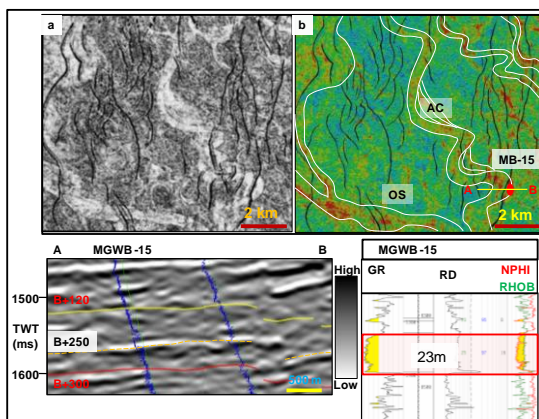 a
b
AC
MB-15
A
B
OS
2 km
2 km
A
MGWB -15
B
MGWB -15
High
Low
GR
RD
NPHI
RHOB
1500
B+120
TWT
(ms)
B+250
23m
1600
300 m